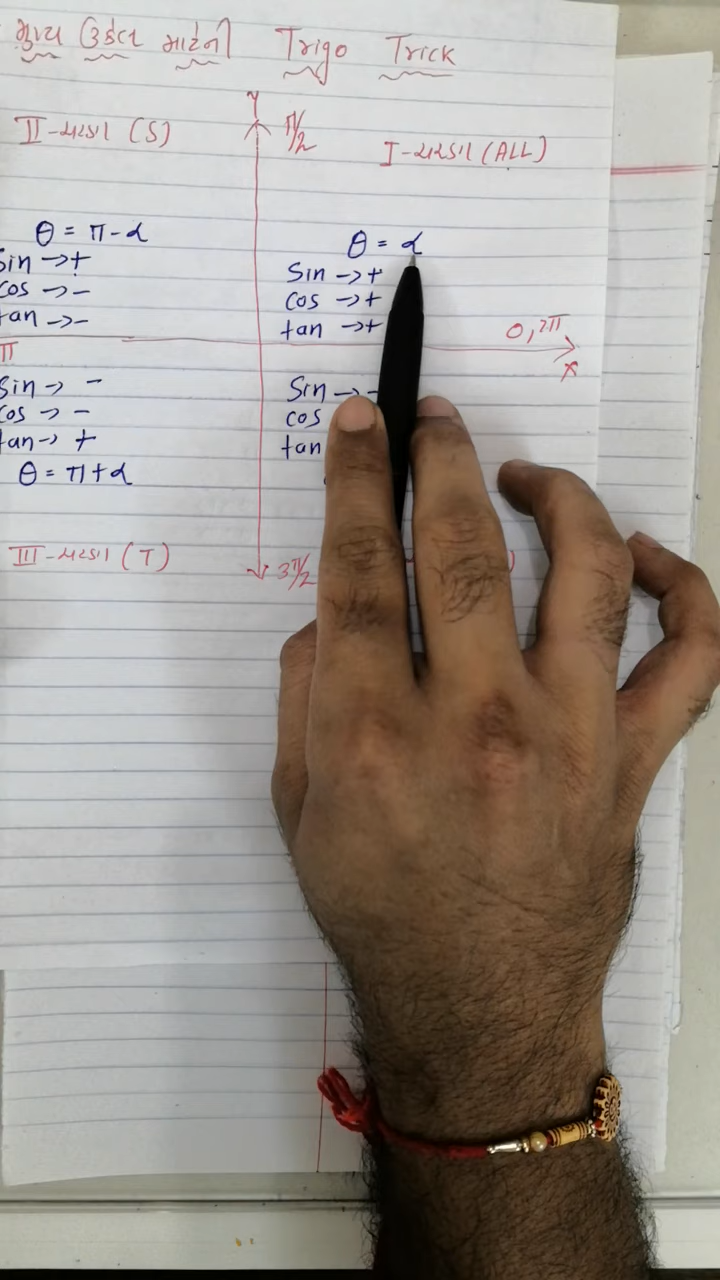 મુખ્ય ઉકેલ માટેની Trigo Trick
Y
π/2
II-ચરણ (S)
I-ચરણ (ALL)
θ = π-α
Sin → +
cos → -
tan → -
θ = α
Sin → +
cos → +
tan → +
0, 2π
X
π
Sin → -
cos → -
tan → +
θ = π+α
Sin → -
cos
tan
III-ચરણ (T)
3π/2
)